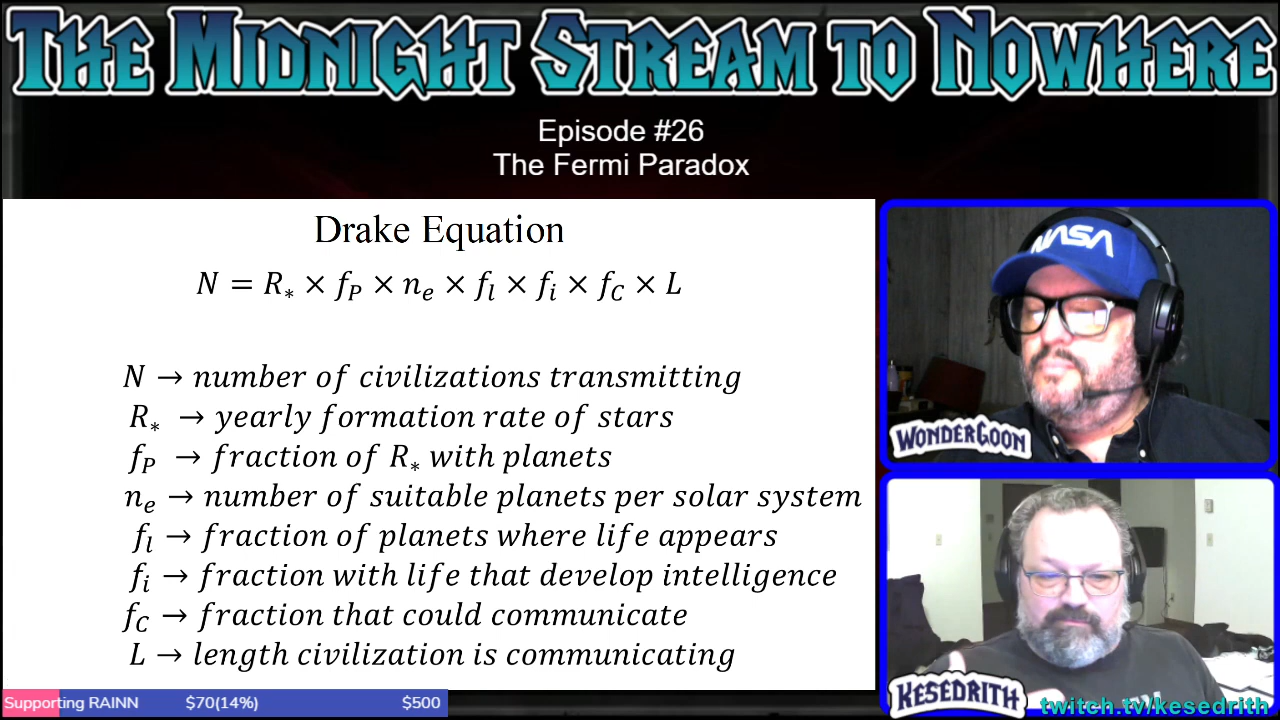 THE MIDNIGHT STREAM TO NOWHERE
Episode #26
The Fermi Paradox
Drake Equation
N = R* × fP × ne × fl × fi × fC × L
N → number of civilizations transmitting
R* → yearly formation rate of stars
fP → fraction of R* with planets
ne → number of suitable planets per solar system
fl → fraction of planets where life appears
fi → fraction with life that develop intelligence
fC → fraction that could communicate
L → length civilization is communicating
NASA
WONDERGOON
KESEDRITH
twitch.tv/kesedrith
Supporting RAINN $70(14%) $500